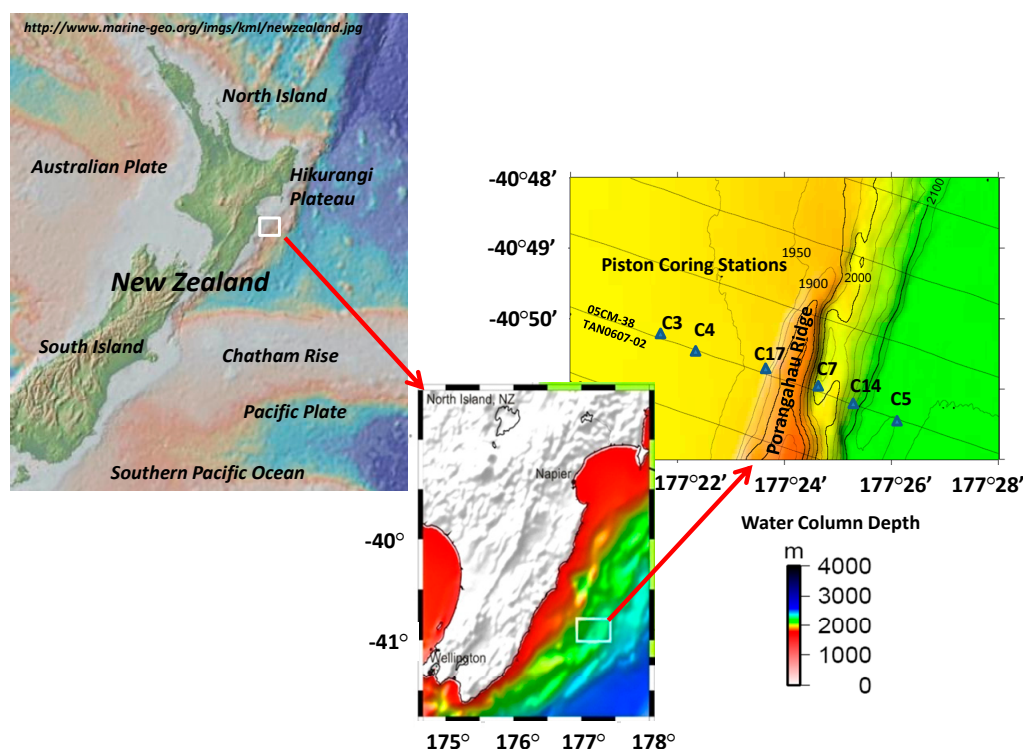 http://www.marine-geo.org/imgs/kml/newzealand.jpg
North Island
Australian Plate
Hikurangi
Plateau
New Zealand
South Island
Chatham Rise
Pacific Plate
Southern Pacific Ocean
-40°48’
-40°49’
-40°50’
2100
1950
2000
1900
Piston Coring Stations
05CM-38
TAN0607-02
C3
C4
C17
C7
C14
C5
Porangahau Ridge
177°22’
177°24’
177°26’
177°28’
Water Column Depth
m
4000
3000
2000
1000
0
North Island, NZ
Napier
Wellington
-40°
-41°
175°
176°
177°
178°